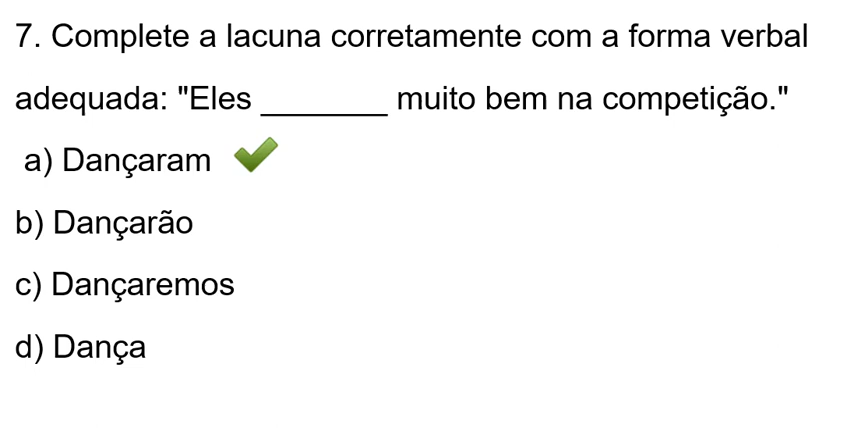 7. Complete a lacuna corretamente com a forma verbal
adequada: "Eles _______ muito bem na competição."
a) Dançaram
b) Dançarão
c) Dançaremos
d) Dança